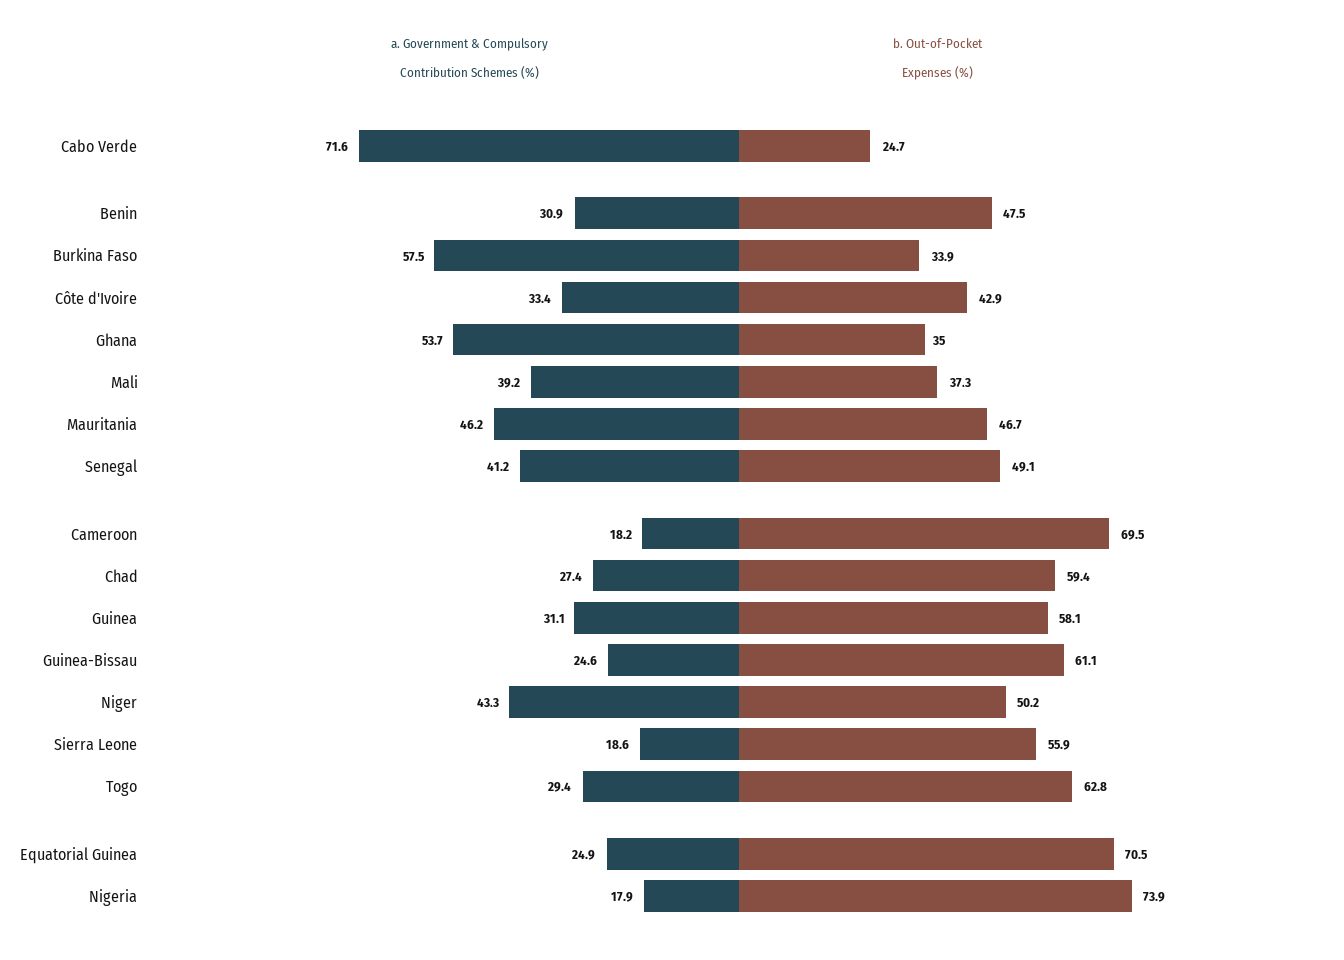 a. Government & Compulsory
Contribution Schemes (%)
b. Out-of-Pocket
Expenses (%)
Cabo Verde 71.6 24.7
Benin 30.9 47.5
Burkina Faso 57.5 33.9
Côte d'Ivoire 33.4 42.9
Ghana 53.7 35
Mali 39.2 37.3
Mauritania 46.2 46.7
Senegal 41.2 49.1
Cameroon 18.2 69.5
Chad 27.4 59.4
Guinea 31.1 58.1
Guinea-Bissau 24.6 61.1
Niger 43.3 50.2
Sierra Leone 18.6 55.9
Togo 29.4 62.8
Equatorial Guinea 24.9 70.5
Nigeria 17.9 73.9